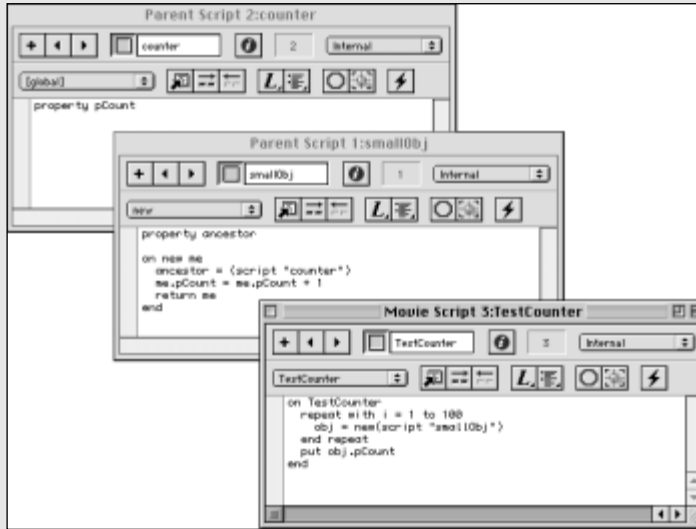 Parent Script 2:counter
counter
2
Internal
[global]
property pCount
Parent Script 1:smallObj
smallObj
1
Internal
new
property ancestor
on new me
ancestor = (script "counter")
me.pCount = me.pCount + 1
return me
end
Movie Script 3:TestCounter
TestCounter
3
Internal
TestCounter
on TestCounter
repeat with i = 1 to 100
obj = new(script "smallObj")
end repeat
put obj.pCount
end